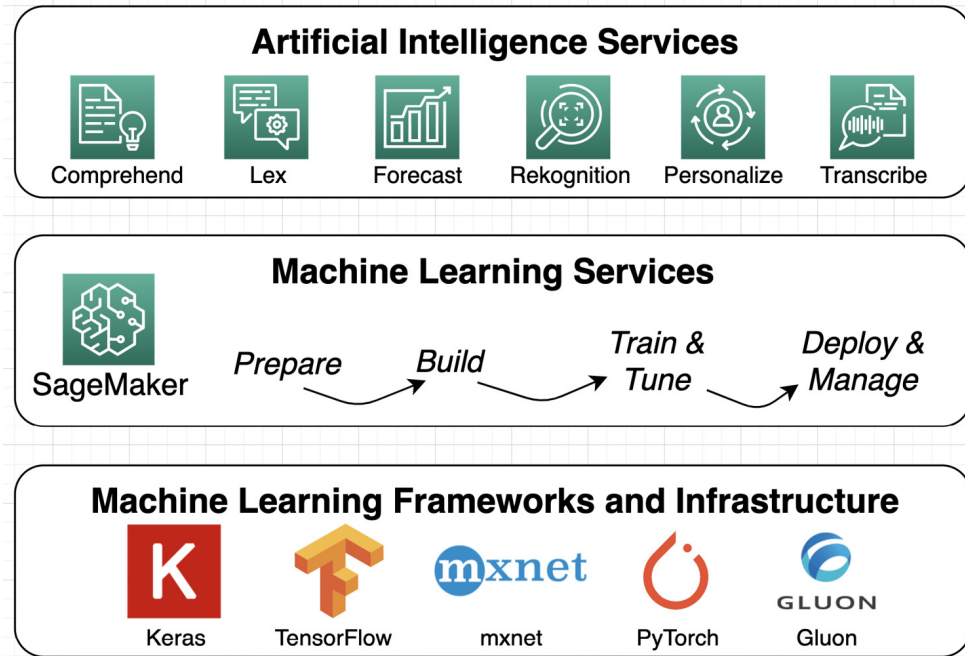 Artificial Intelligence Services
Comprehend
Lex
Forecast
Rekognition
Personalize
Transcribe
Machine Learning Services
SageMaker
Prepare
Build
Train &
Tune
Deploy &
Manage
Machine Learning Frameworks and Infrastructure
K
mxnet
GLUON
Keras
TensorFlow
mxnet
PyTorch
Gluon